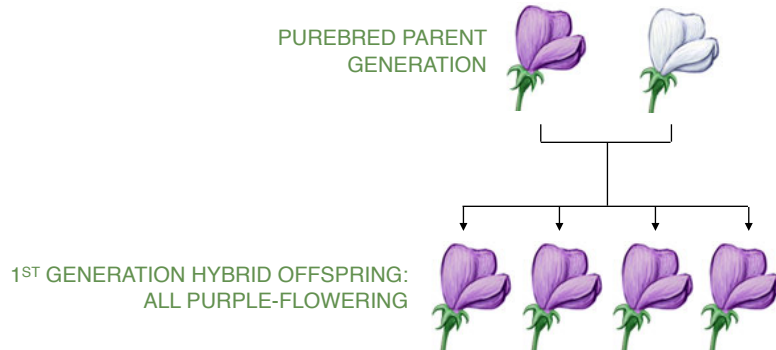 PUREBRED PARENT
GENERATION
1ST GENERATION HYBRID OFFSPRING:
ALL PURPLE-FLOWERING